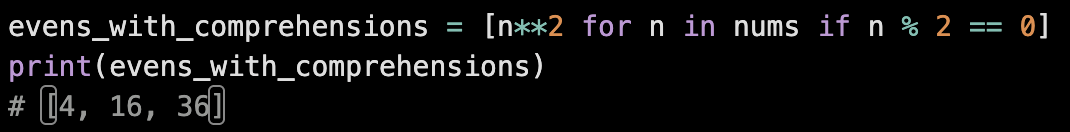 evens_with_comprehensions = [n**2 for n in nums if n % 2 == 0]
print(evens_with_comprehensions)
# [4, 16, 36]